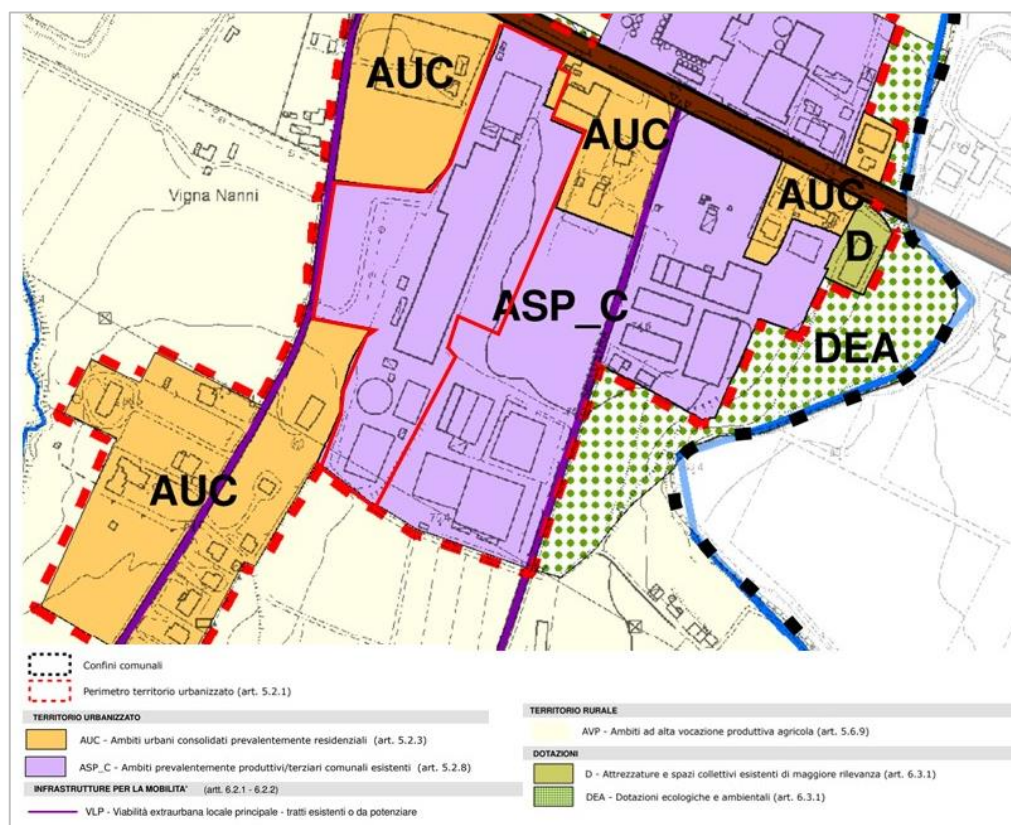 AUC
AUC
Vigna Nanni
AUC
D
ASP_C
DEA
AUC
Confini comunali
Perimetro territorio urbanizzato (art. 5.2.1)
TERRITORIO URBANIZZATO
AUC - Ambiti urbani consolidati prevalentemente residenziali (art. 5.2.3)
ASP_C - Ambiti prevalentemente produttivi/terziari comunali esistenti (art. 5.2.8)
INFRASTRUTTURE PER LA MOBILITA' (artt. 6.2.1 - 6.2.2)
VLP - Viabilità extraurbana locale principale - tratti esistenti o da potenziare
TERRITORIO RURALE
AVP - Ambiti ad alta vocazione produttiva agricola (art. 5.6.9)
DOTAZIONI
D - Attrezzature e spazi collettivi esistenti di maggiore rilevanza (art. 6.3.1)
DEA - Dotazioni ecologiche e ambientali (art. 6.3.1)